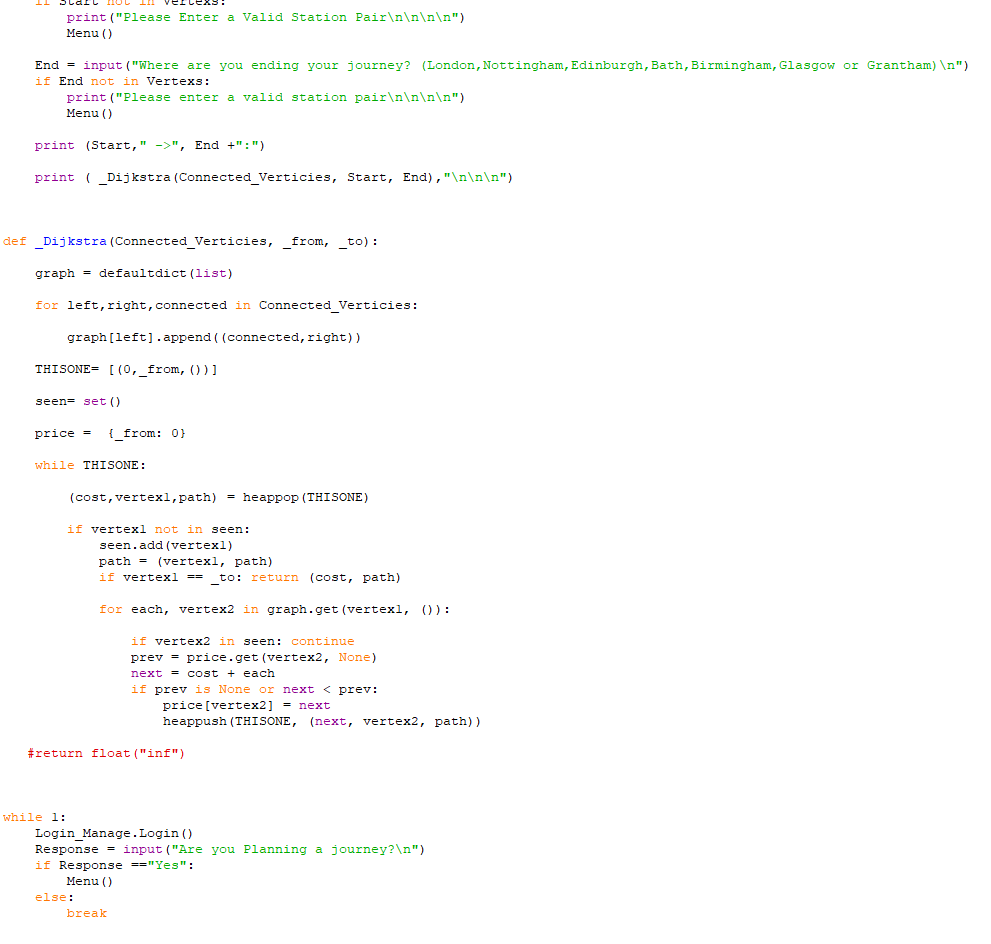 if Start not in Vertexs:
print("Please Enter a Valid Station Pair\n\n\n\n")
Menu()
End = input("Where are you ending your journey? (London,Nottingham,Edinburgh,Bath,Birmingham,Glasgow or Grantham)\n")
if End not in Vertexs:
print("Please enter a valid station pair\n\n\n\n")
Menu()
print (Start," ->", End +":")
print ( _Dijkstra(Connected_Verticies, Start, End),"\n\n\n")
def _Dijkstra(Connected_Verticies, _from, _to):
graph = defaultdict(list)
for left,right,connected in Connected_Verticies:
graph[left].append((connected,right))
THISONE= [(0,_from,())]
seen= set()
price =  {_from: 0}
while THISONE:
(cost,vertex1,path) = heappop(THISONE)
if vertex1 not in seen:
seen.add(vertex1)
path = (vertex1, path)
if vertex1 == _to: return (cost, path)
for each, vertex2 in graph.get(vertex1, ()):
if vertex2 in seen: continue
prev = price.get(vertex2, None)
next = cost + each
if prev is None or next < prev:
price[vertex2] = next
heappush(THISONE, (next, vertex2, path))
#return float("inf")
while 1:
Login_Manage.Login()
Response = input("Are you Planning a journey?\n")
if Response =="Yes":
Menu()
else:
break